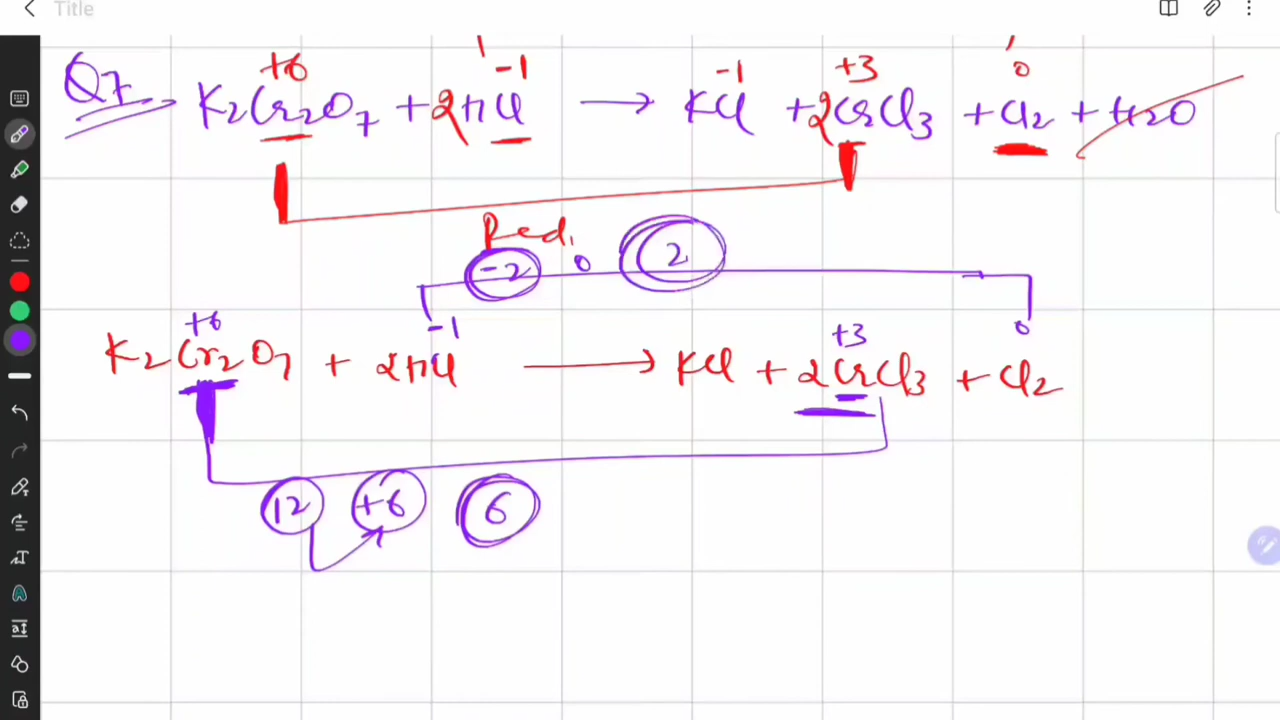 Title
+6 -1 -1 +3 0
Q7 K2Cr2O7 + 2HCl → KCl + 2CrCl3 + Cl2 + H2O
Red.
-2 0 2
+6 -1 +3 0
K2Cr2O7 + 2HCl → KCl + 2CrCl3 + Cl2
12 +6 6